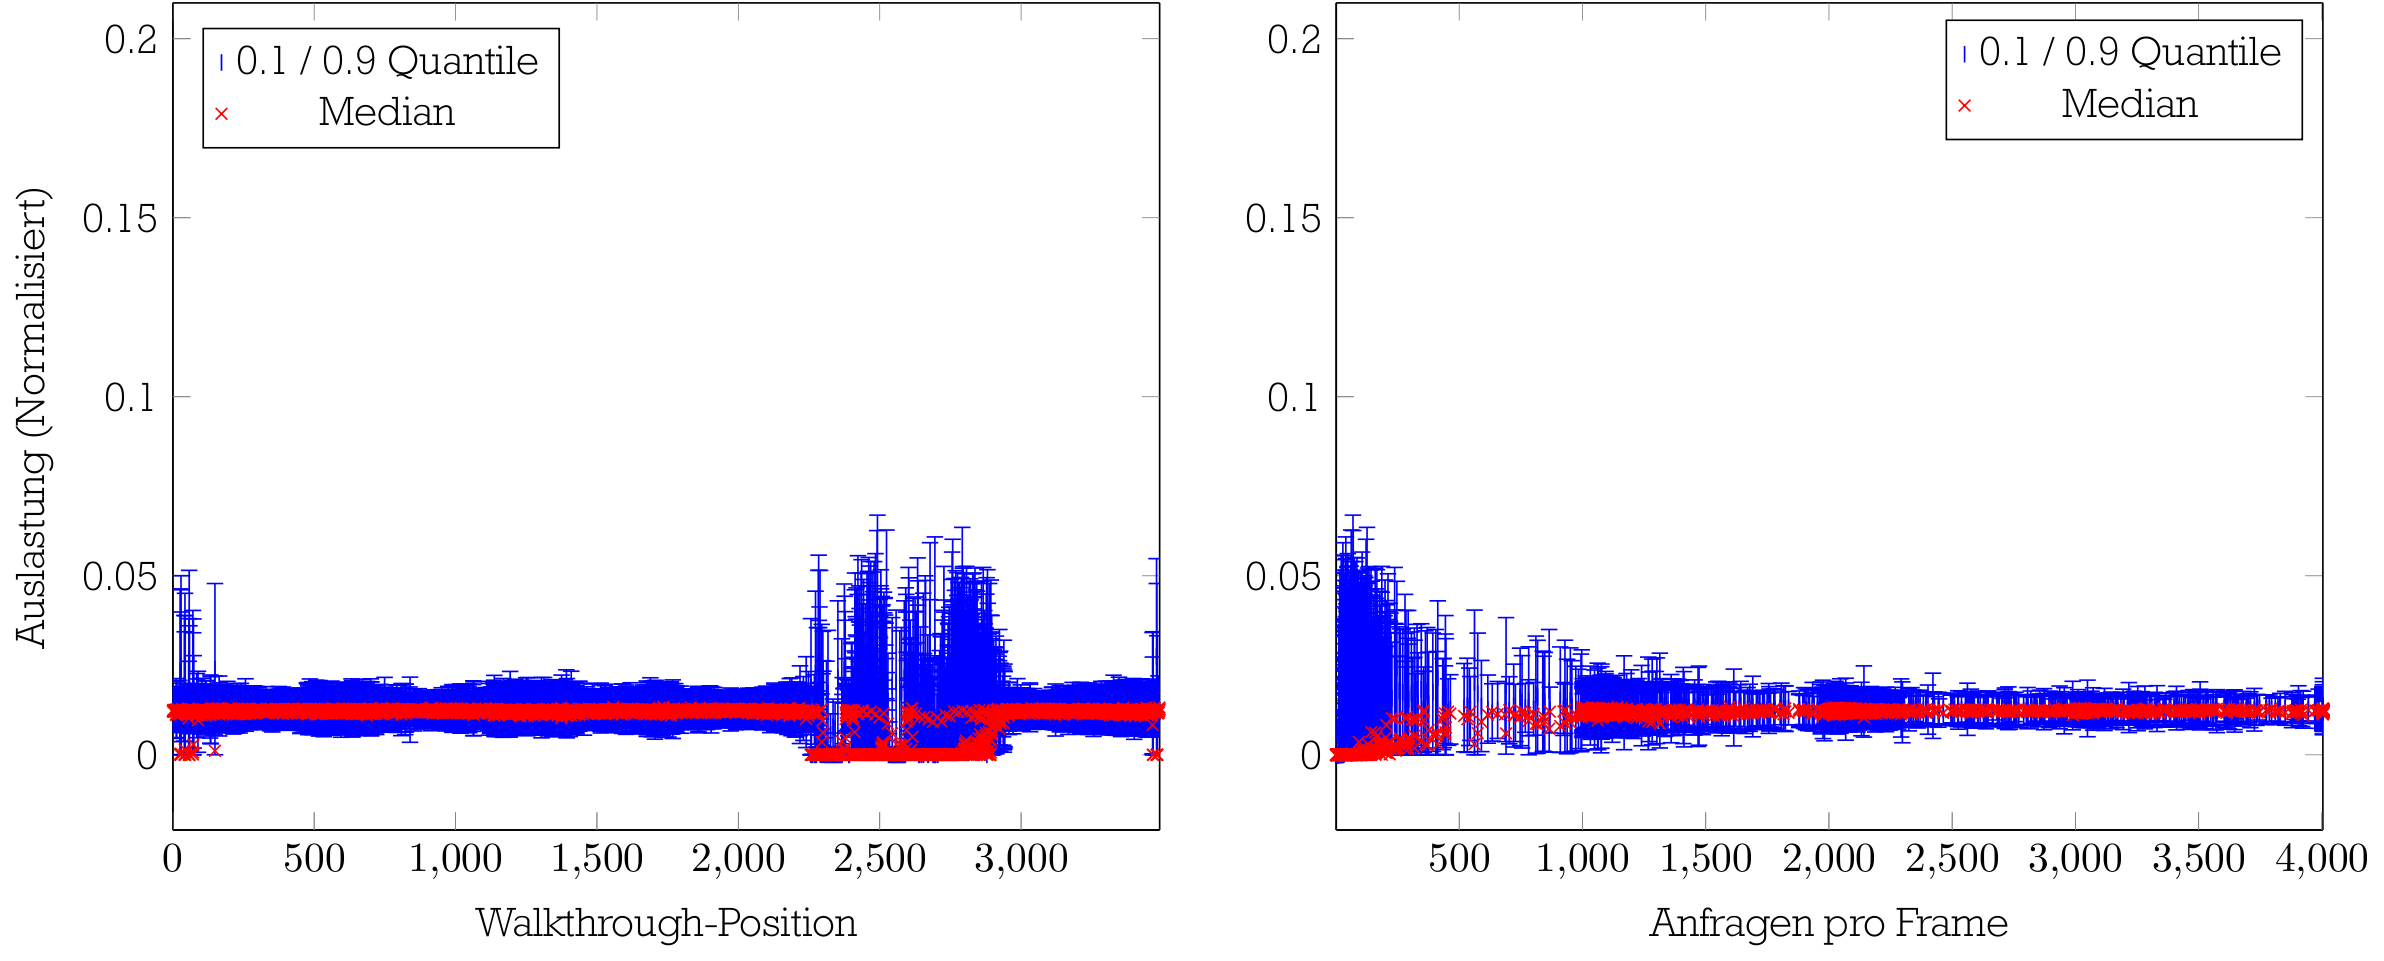 Auslastung (Normalisiert)
0.2
0.15
0.1
0.05
0
0.1 / 0.9 Quantile
Median
0 500 1,000 1,500 2,000 2,500 3,000
Walkthrough-Position
0.2
0.15
0.1
0.05
0
0.1 / 0.9 Quantile
Median
500 1,000 1,500 2,000 2,500 3,000 3,500 4,000
Anfragen pro Frame